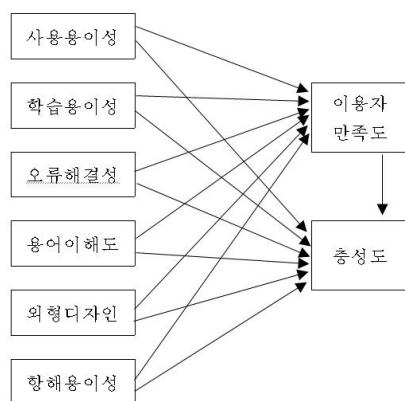 사용용이성
학습용이성
오류해결성
용어이해도
외형디자인
항해용이성
이용자
만족도
충성도